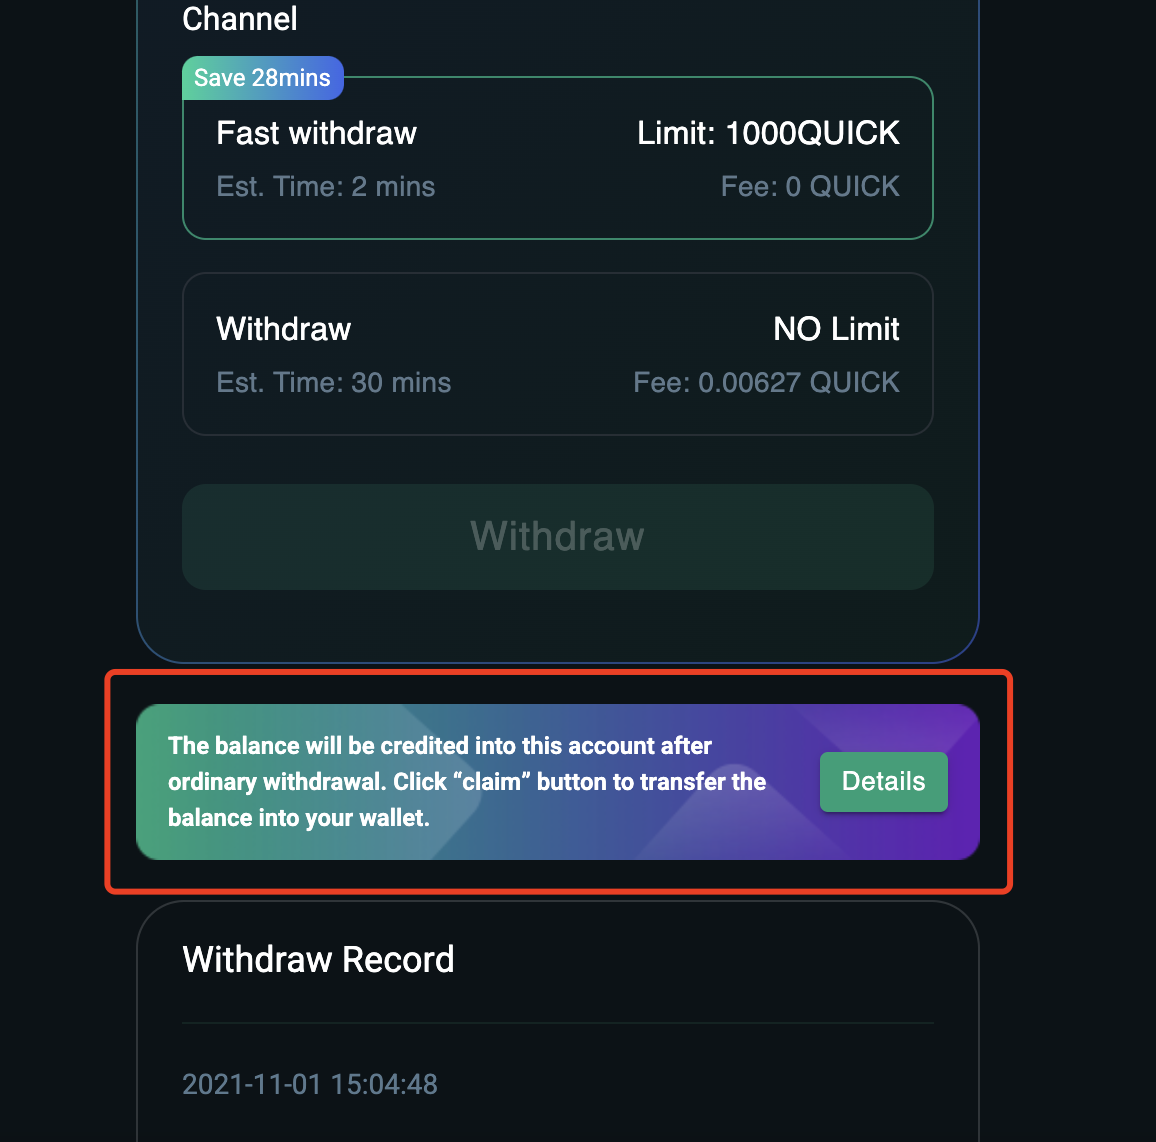 Channel
Save 28mins
Fast withdraw
Limit: 1000QUICK
Est. Time: 2 mins
Fee: 0 QUICK
Withdraw
NO Limit
Est. Time: 30 mins
Fee: 0.00627 QUICK
Withdraw
The balance will be credited into this account after
ordinary withdrawal. Click “claim” button to transfer the
balance into your wallet.
Details
Withdraw Record
2021-11-01 15:04:48